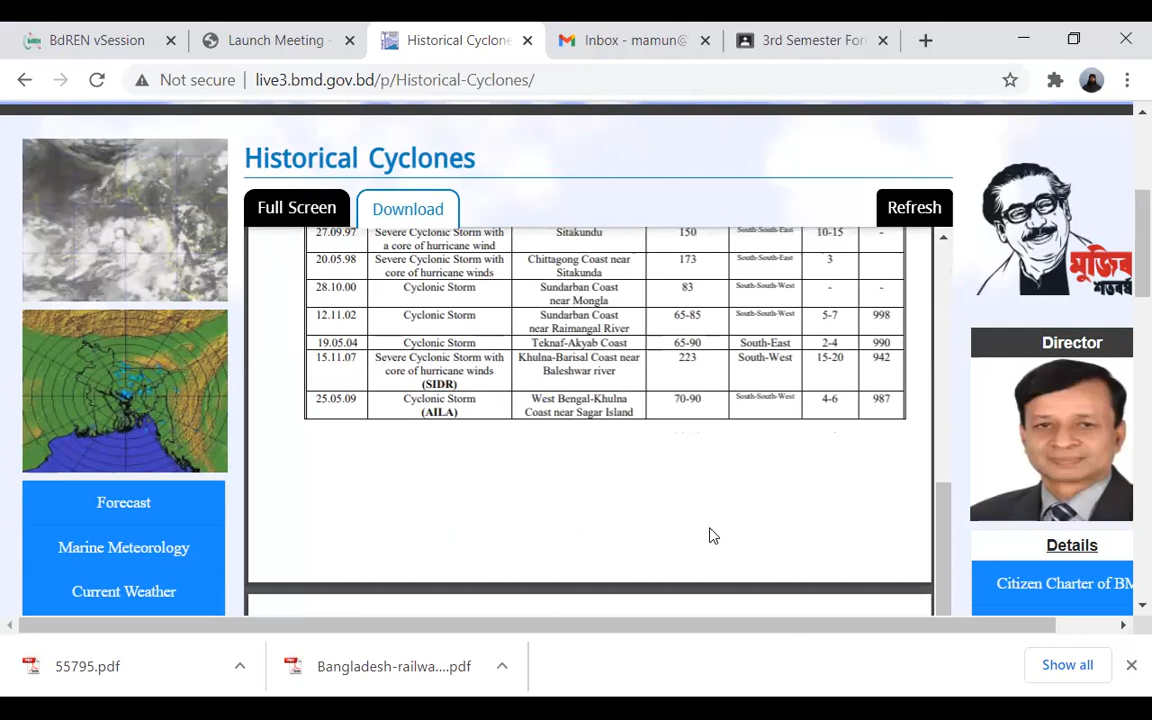 BdREN vSession
Launch Meeting -
Historical Cyclone
Inbox - mamun@
3rd Semester For
Not secure
live3.bmd.gov.bd/p/Historical-Cyclones/
Historical Cyclones
Full Screen
Download
Refresh
27.09.97 Severe Cyclonic Storm with Sitakundu 150 South-South-East 10-15 -
a core of hurricane wind
20.05.98 Severe Cyclonic Storm with Chittagong Coast near 173 South-South-East 3
core of hurricane winds Sitakunda
28.10.00 Cyclonic Storm Sundarban Coast 83 South-South-West - -
near Mongla
12.11.02 Cyclonic Storm Sundarban Coast 65-85 South-South-West 5-7 998
near Raimangal River
19.05.04 Cyclonic Storm Teknaf-Akyab Coast 65-90 South-East 2-4 990
15.11.07 Severe Cyclonic Storm with Khulna-Barisal Coast near 223 South-West 15-20 942
core of hurricane winds Baleshwar river
(SIDR)
25.05.09 Cyclonic Storm West Bengal-Khulna 70-90 South-South-West 4-6 987
(AILA) Coast near Sagar Island
Forecast
Marine Meteorology
Current Weather
মুজিব
শতবর্ষ
Director
Details
Citizen Charter of BM
55795.pdf
Bangladesh-railwa....pdf
Show all